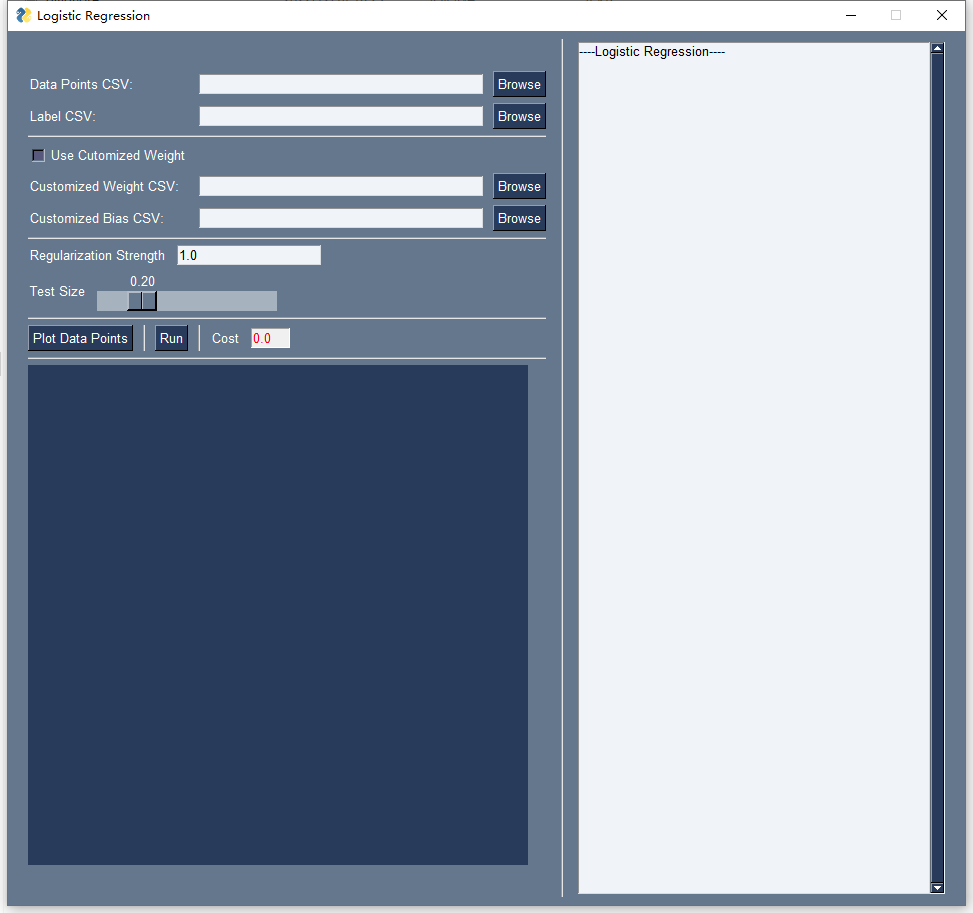 Logistic Regression
Data Points CSV: Browse
Label CSV: Browse
Use Cutomized Weight
Customized Weight CSV: Browse
Customized Bias CSV: Browse
Regularization Strength 1.0
0.20
Test Size
Plot Data Points Run Cost 0.0
----Logistic Regression----